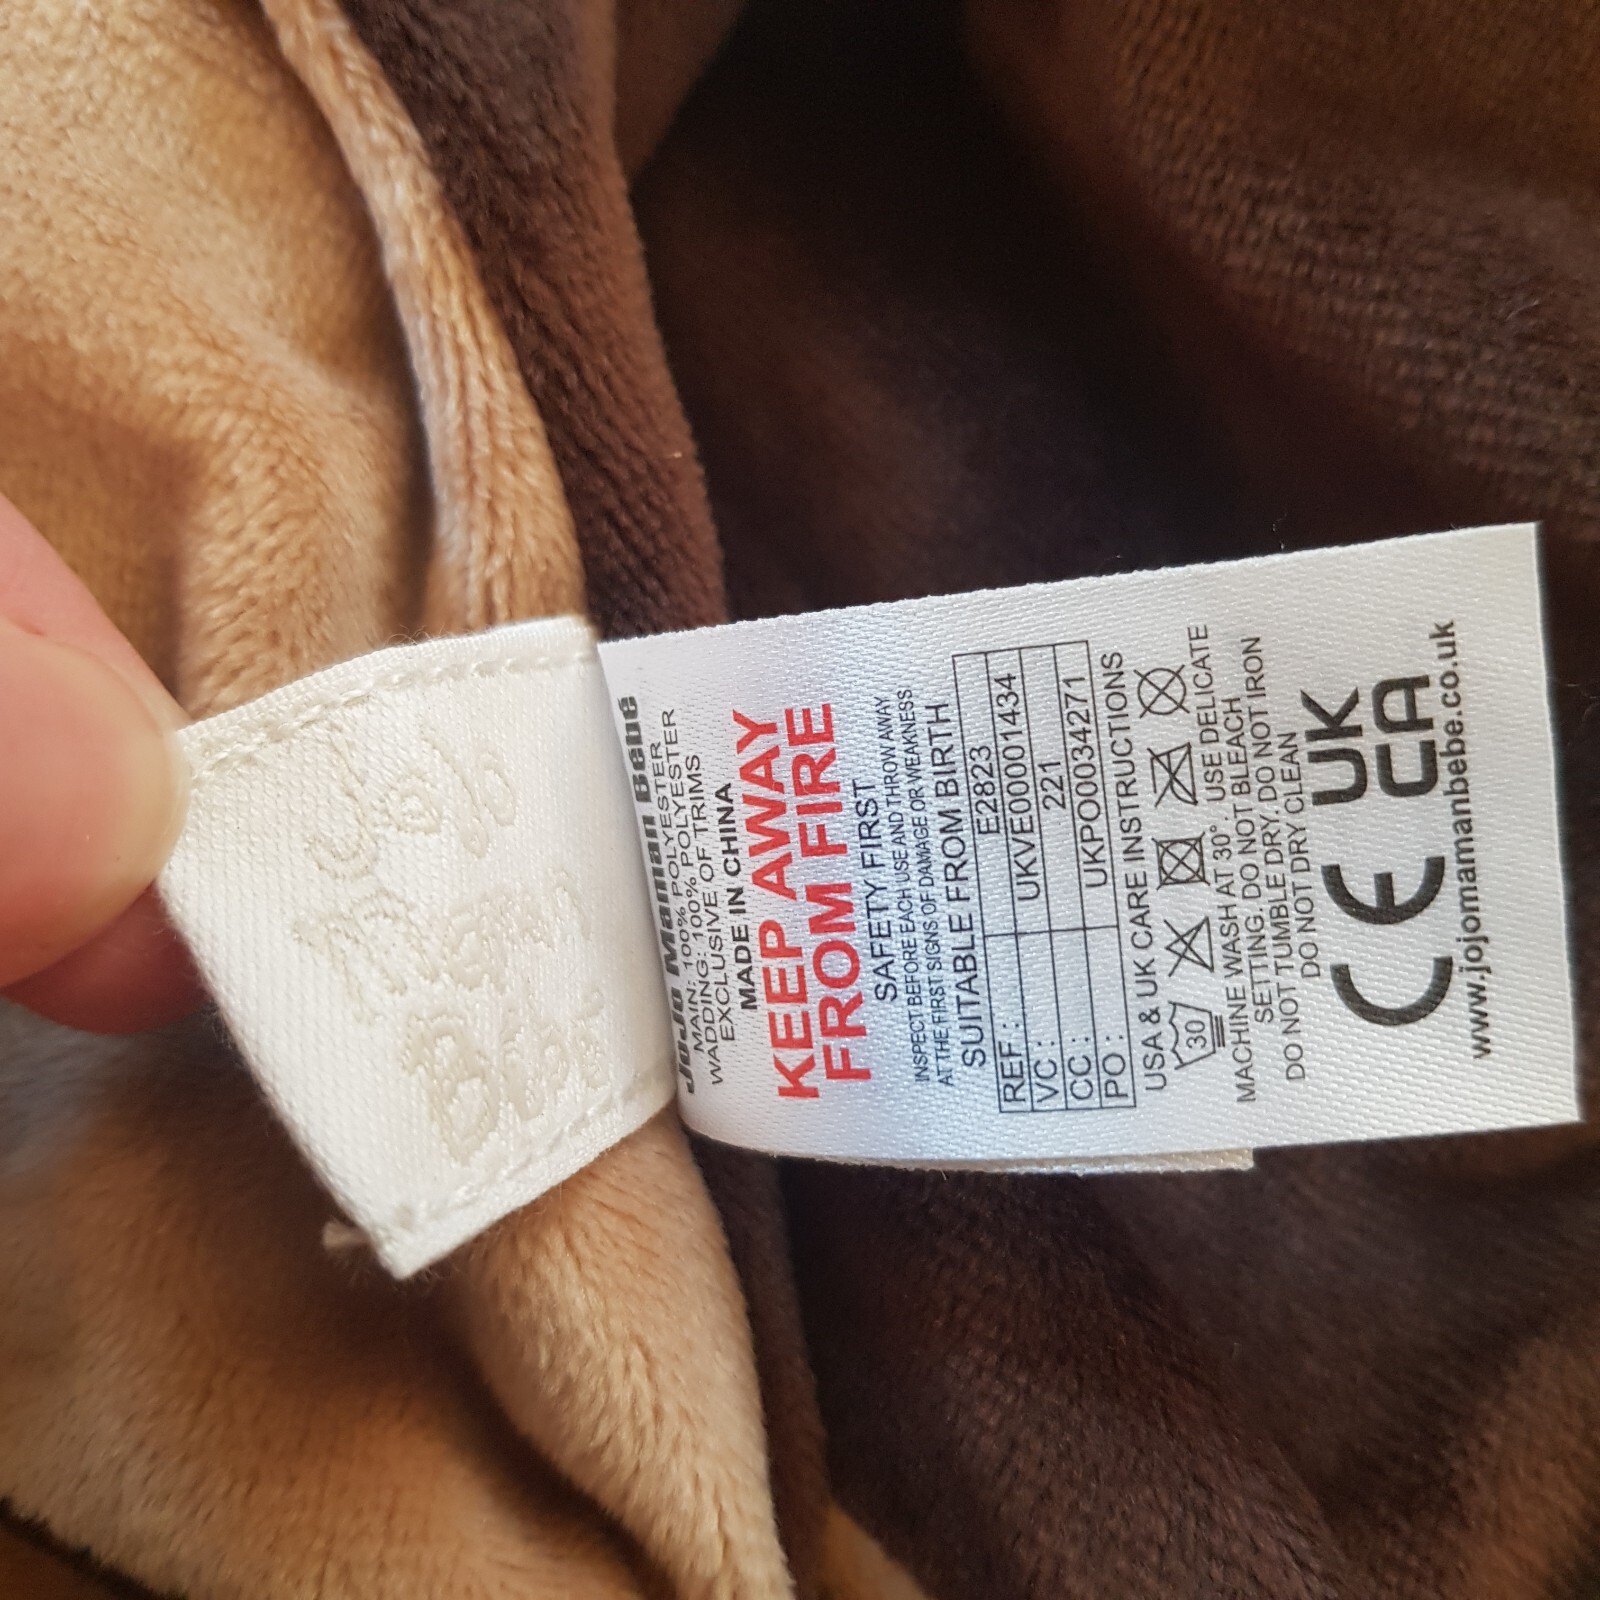 JoJo Maman Bébé
JoJo Maman Bébé
MAIN: 100% POLYESTER
WADDING: 100% POLYESTER
EXCLUSIVE OF TRIMS
MADE IN CHINA
KEEP AWAY
FROM FIRE
SAFETY FIRST
INSPECT BEFORE EACH USE AND THROW AWAY
AT THE FIRST SIGNS OF DAMAGE OR WEAKNESS
SUITABLE FROM BIRTH
REF : E2823
VC : UKVE000001434
CC : 221
PO : UKPO0034271
USA & UK CARE INSTRUCTIONS
30
MACHINE WASH AT 30°. USE DELICATE
SETTING. DO NOT BLEACH
DO NOT TUMBLE DRY. DO NOT IRON
DO NOT DRY CLEAN
CE UK
CA
www.jojomamanbebe.co.uk